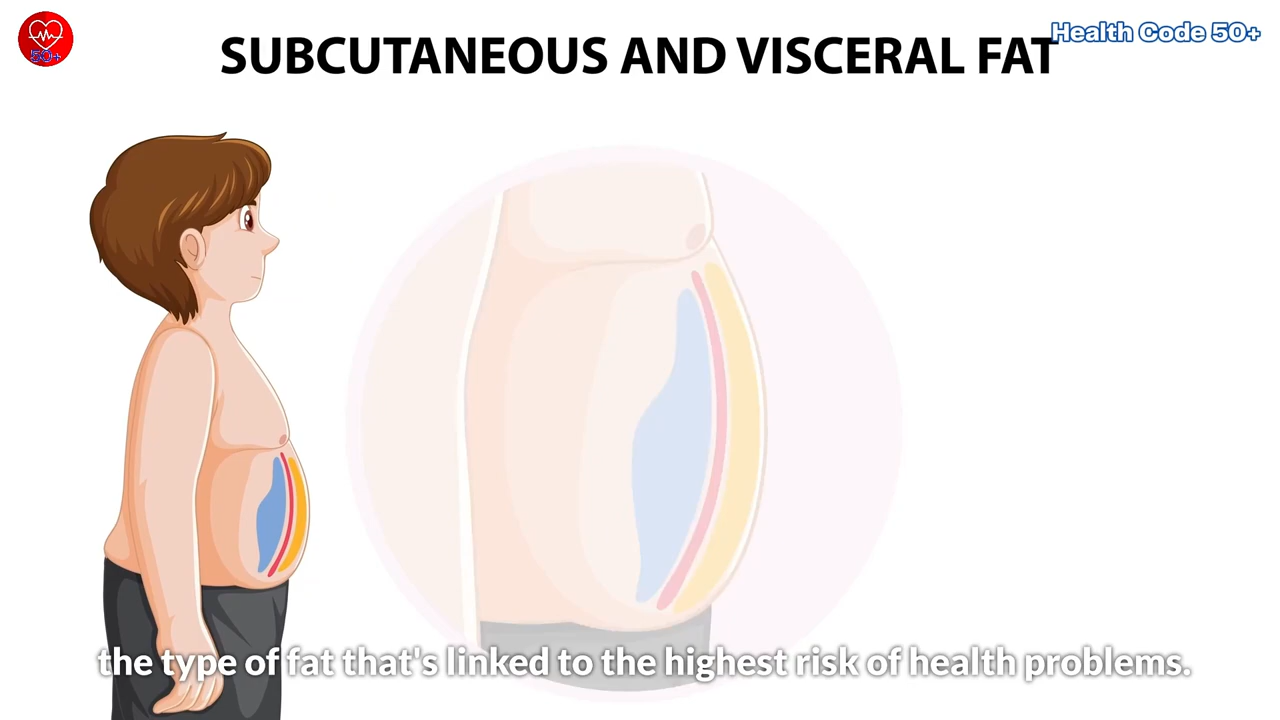 SUBCUTANEOUS AND VISCERAL FAT
Health Code 50+
50+
the type of fat that's linked to the highest risk of health problems.